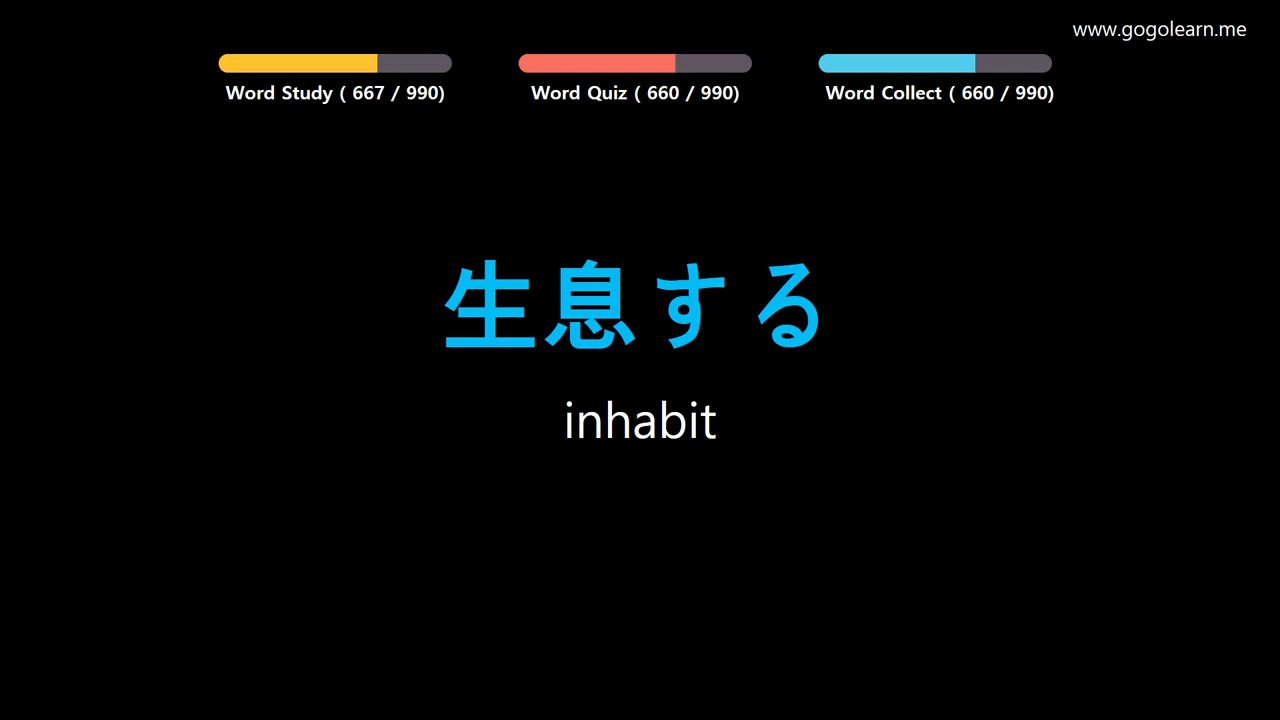 www.gogolearn.me
Word Study ( 667 / 990)
Word Quiz ( 660 / 990)
Word Collect ( 660 / 990)
生息する
inhabit